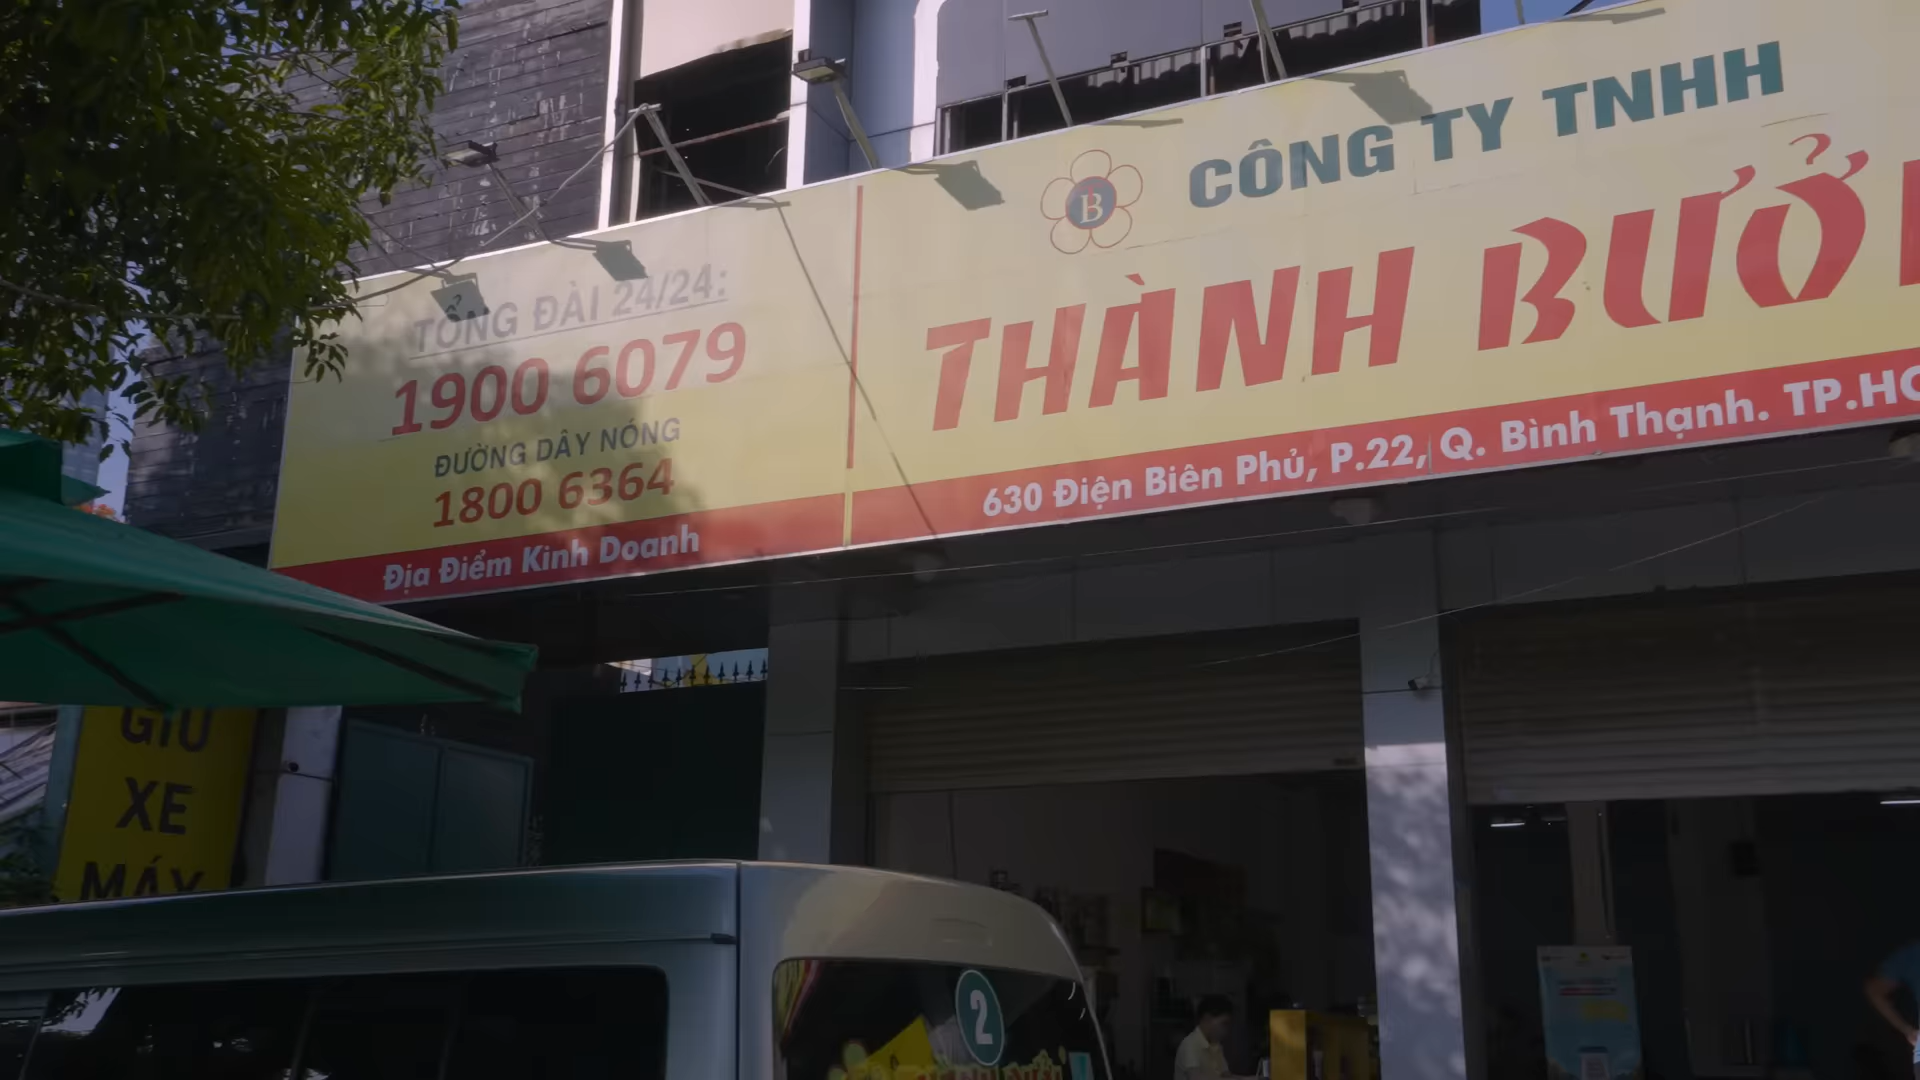 CÔNG TY TNHH
B
THÀNH BƯỞI
TỔNG ĐÀI 24/24:
1900 6079
ĐƯỜNG DÂY NÓNG
1800 6364
Địa Điểm Kinh Doanh
630 Điện Biên Phủ, P.22, Q. Bình Thạnh. TP.HC
GIỮ
XE
MÁY
2